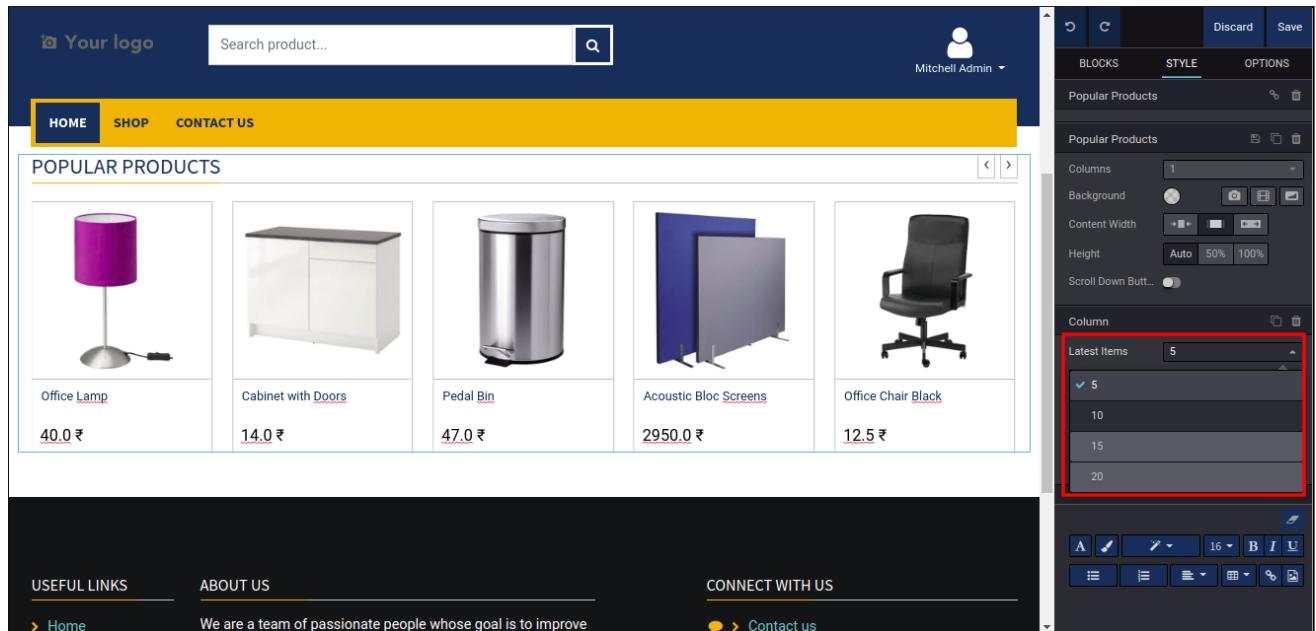 Your logo
Search product...
Mitchell Admin
HOME SHOP CONTACT US
POPULAR PRODUCTS
Office Lamp Cabinet with Doors Pedal Bin Acoustic Bloc Screens Office Chair Black
40.0 ₹ 14.0 ₹ 47.0 ₹ 2950.0 ₹ 12.5 ₹
USEFUL LINKS ABOUT US CONNECT WITH US
Home We are a team of passionate people whose goal is to improve Contact us
Discard Save
BLOCKS STYLE OPTIONS
Popular Products
Popular Products
Columns 1
Background
Content Width
Height Auto 50% 100%
Scroll Down Butt...
Column
Latest Items 5
5
10
15
20
A 16 B I U